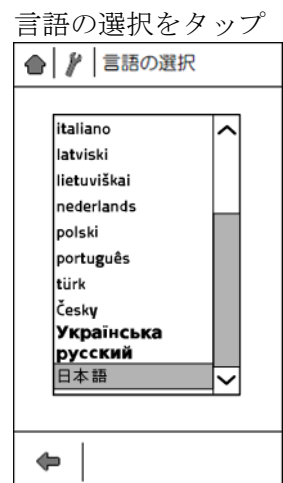 言語の選択をタップ
言語の選択
italiano
latviski
lietuviškai
nederlands
polski
português
türk
Česky
Українська
русский
日本語